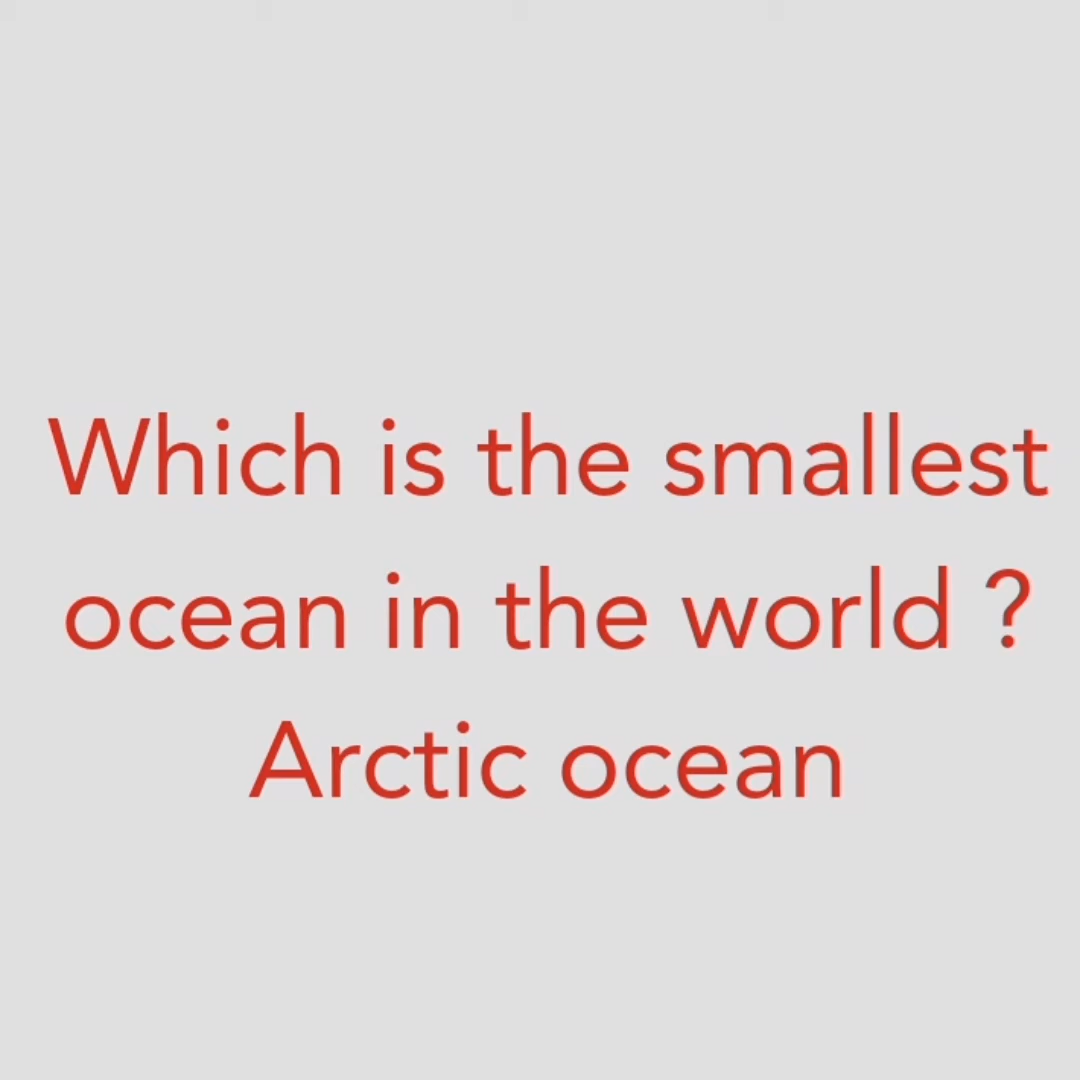 Which is the smallest
ocean in the world ?
Arctic ocean